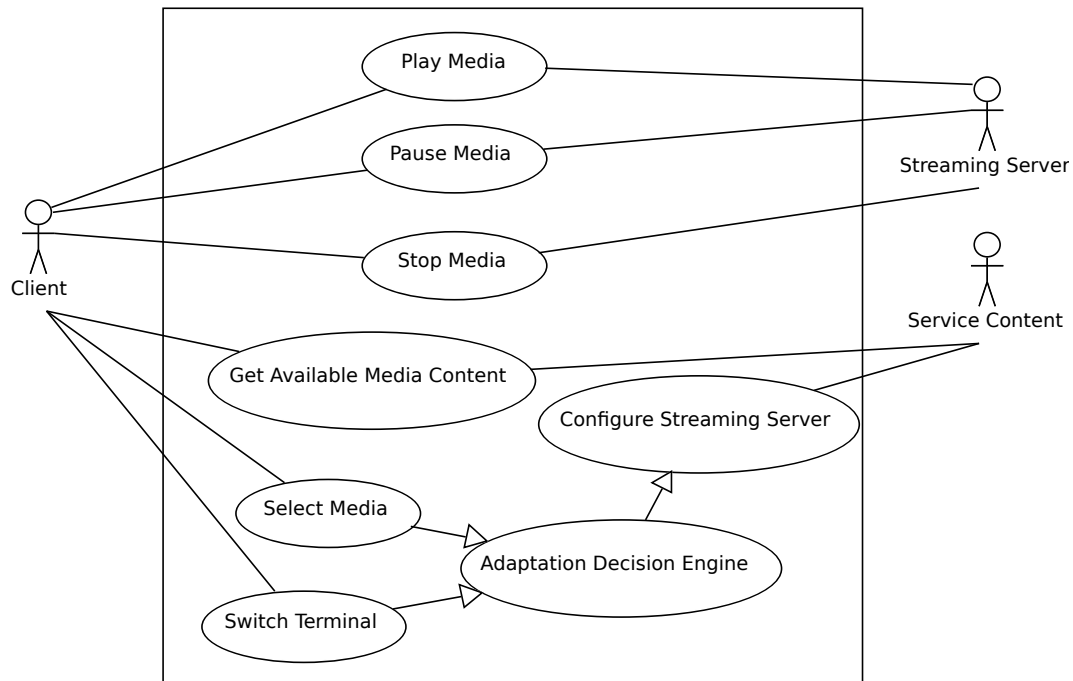 Play Media
Pause Media
Streaming Server
Stop Media
Client
Service Content
Get Available Media Content
Configure Streaming Server
Select Media
Adaptation Decision Engine
Switch Terminal